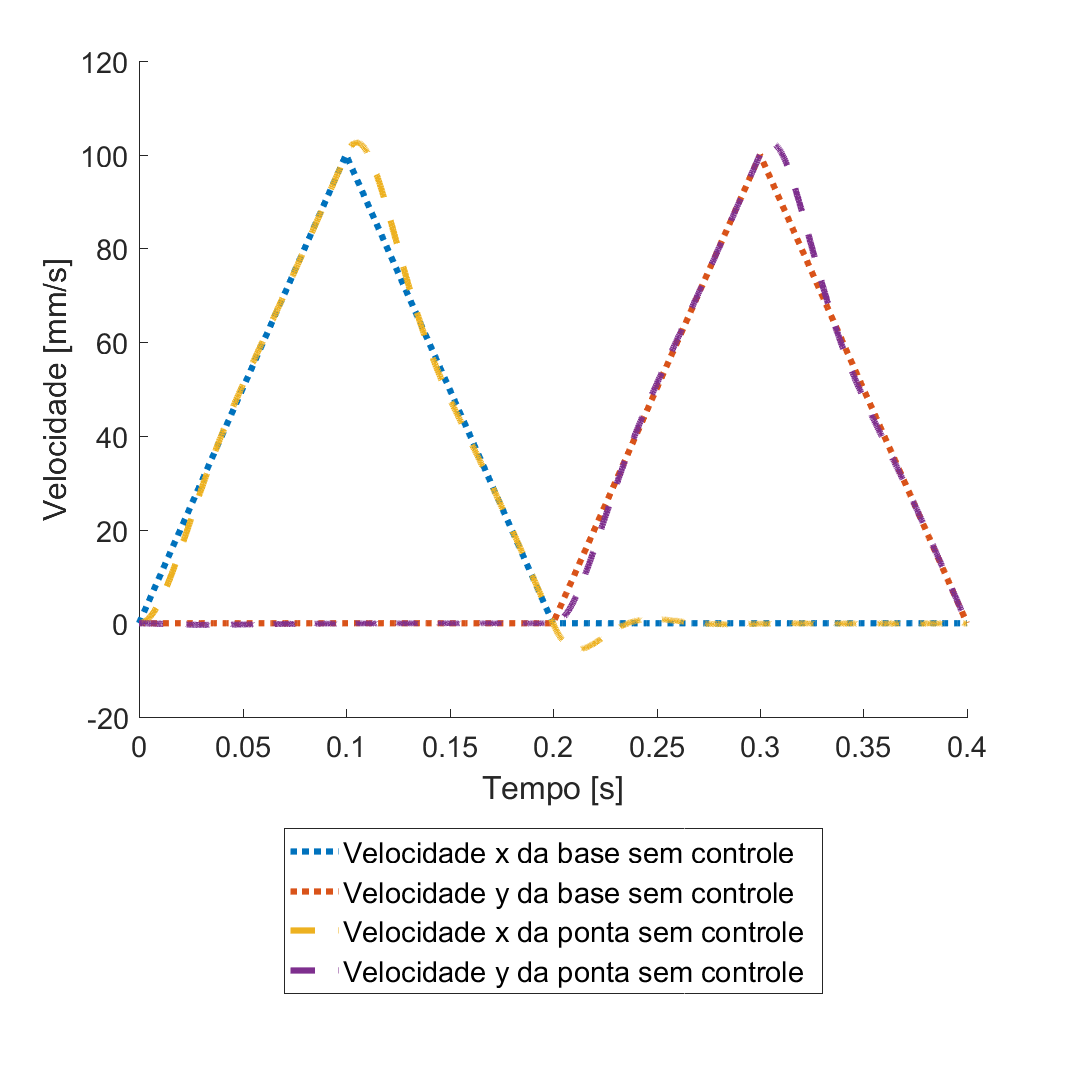 120
100
80
60
40
20
0
-20
Velocidade [mm/s]
0 0.05 0.1 0.15 0.2 0.25 0.3 0.35 0.4
Tempo [s]
Velocidade x da base sem controle
Velocidade y da base sem controle
Velocidade x da ponta sem controle
Velocidade y da ponta sem controle